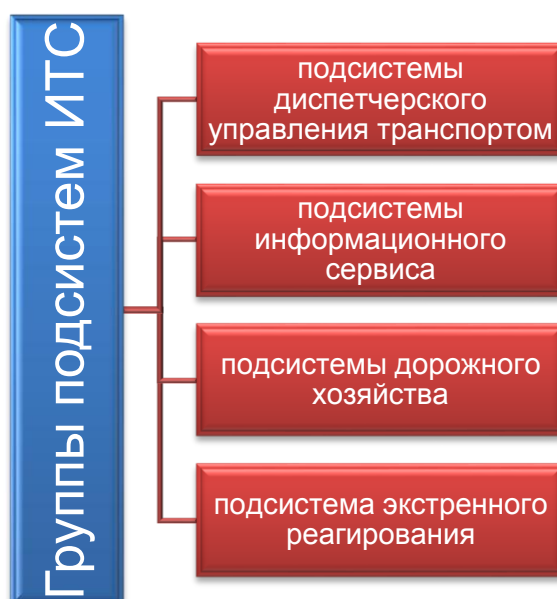 Группы подсистем ИТС
подсистемы
диспетчерского
управления транспортом
подсистемы
информационного
сервиса
подсистемы дорожного
хозяйства
подсистема экстренного
реагирования